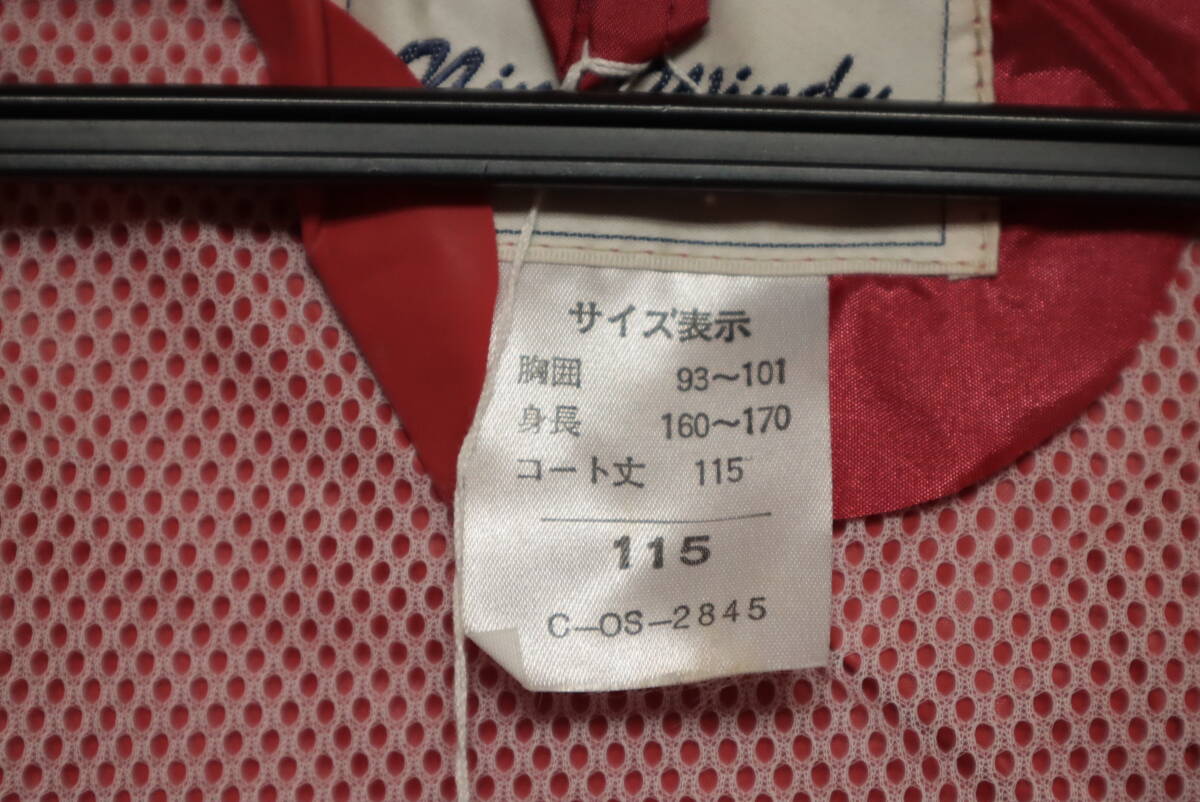 Windy
サイズ表示
胸囲 93〜101
身長 160〜170
コート丈 115
115
C-OS-2845